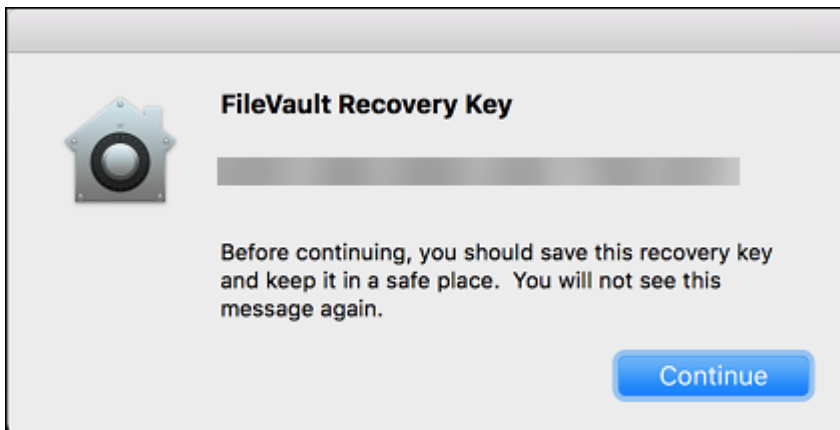 FileVault Recovery Key
Before continuing, you should save this recovery key
and keep it in a safe place.  You will not see this
message again.
Continue